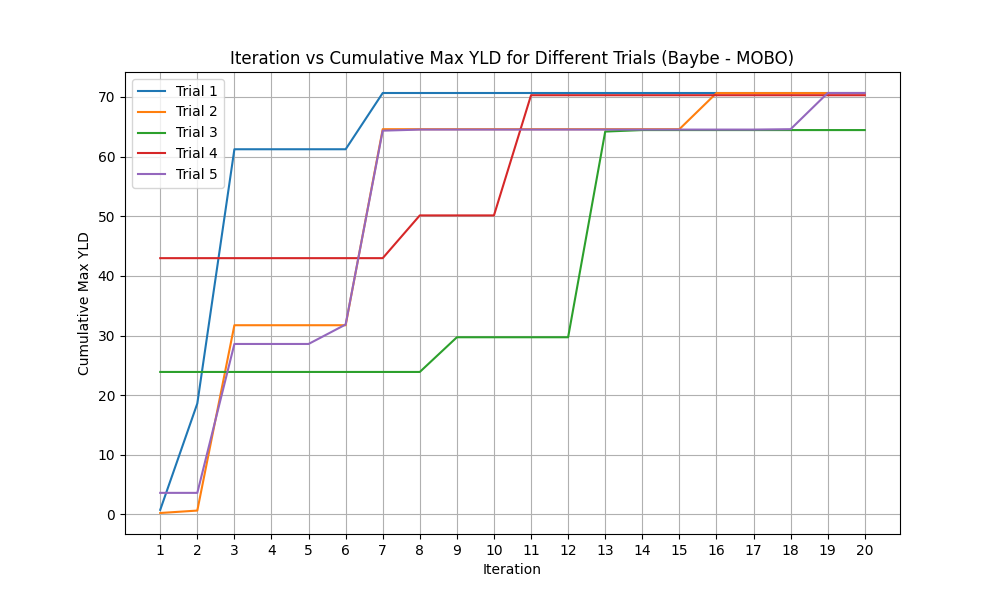 Iteration vs Cumulative Max YLD for Different Trials (Baybe - MOBO)
Trial 1
Trial 2
Trial 3
Trial 4
Trial 5
Cumulative Max YLD
70
60
50
40
30
20
10
0
1 2 3 4 5 6 7 8 9 10 11 12 13 14 15 16 17 18 19 20
Iteration